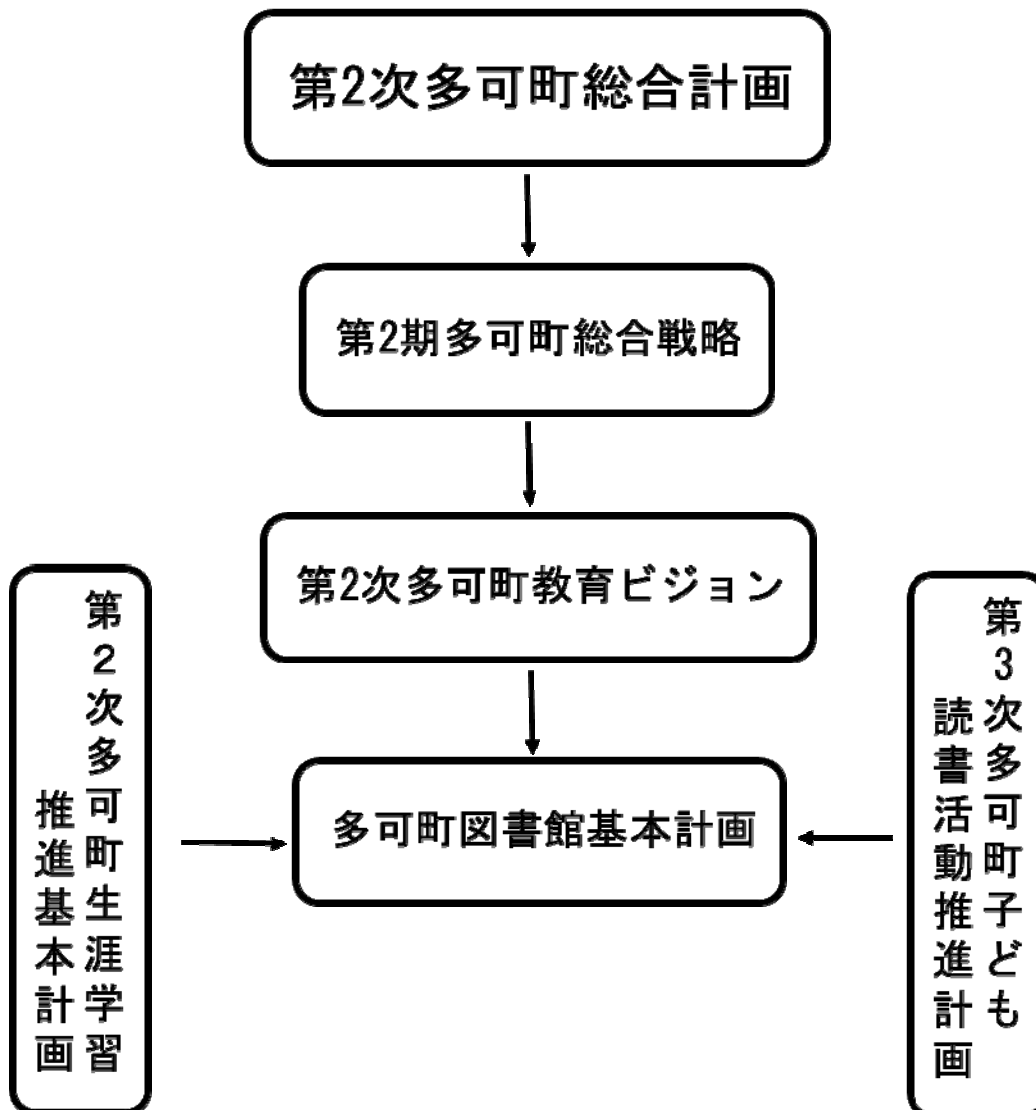 第2次多可町総合計画
第2期多可町総合戦略
第2次多可町教育ビジョン
多可町図書館基本計画
第2次多可町生涯学習
推進基本計画
第3次多可町子ども
読書活動推進計画